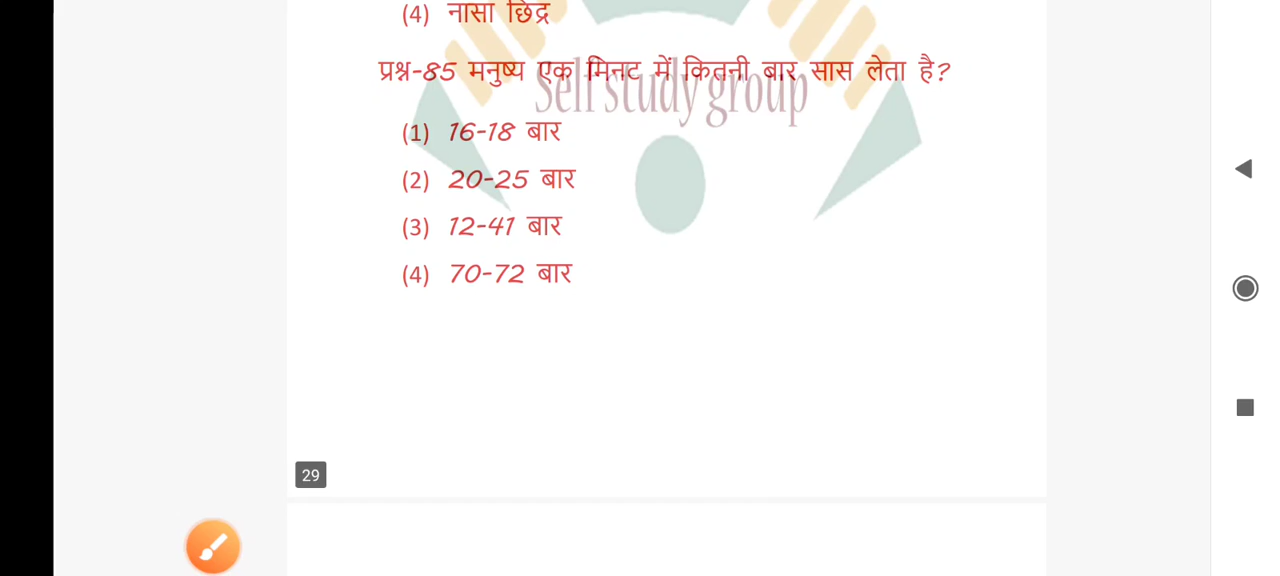 (4) नासा छिद्र
प्रश्न-85 मनुष्य एक मिनट में कितनी बार सास लेता है?
Self study group
(1) 16-18 बार
(2) 20-25 बार
(3) 12-41 बार
(4) 70-72 बार
29